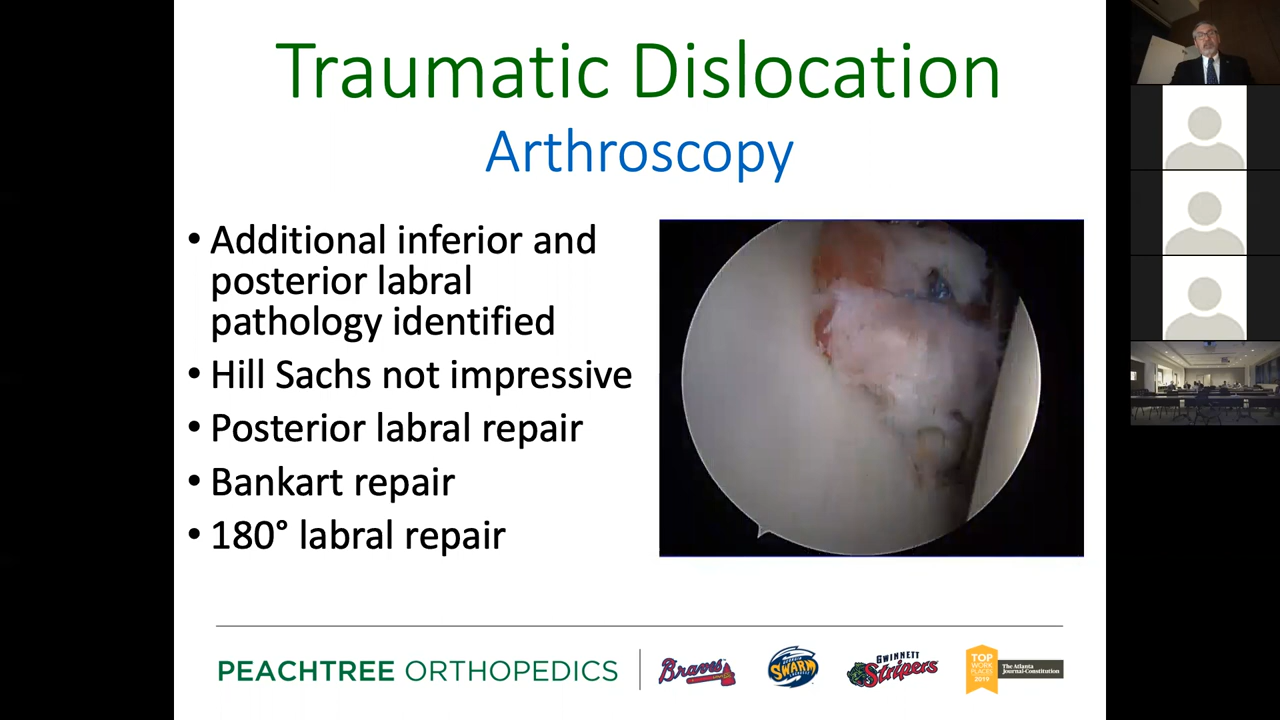 Traumatic Dislocation
Arthroscopy
• Additional inferior and
posterior labral
pathology identified
• Hill Sachs not impressive
• Posterior labral repair
• Bankart repair
• 180° labral repair
PEACHTREE ORTHOPEDICS
Braves
SWARM
GWINNETT
Stripers
TOP
WORK
PLACES
2019
The Atlanta
Journal-Constitution